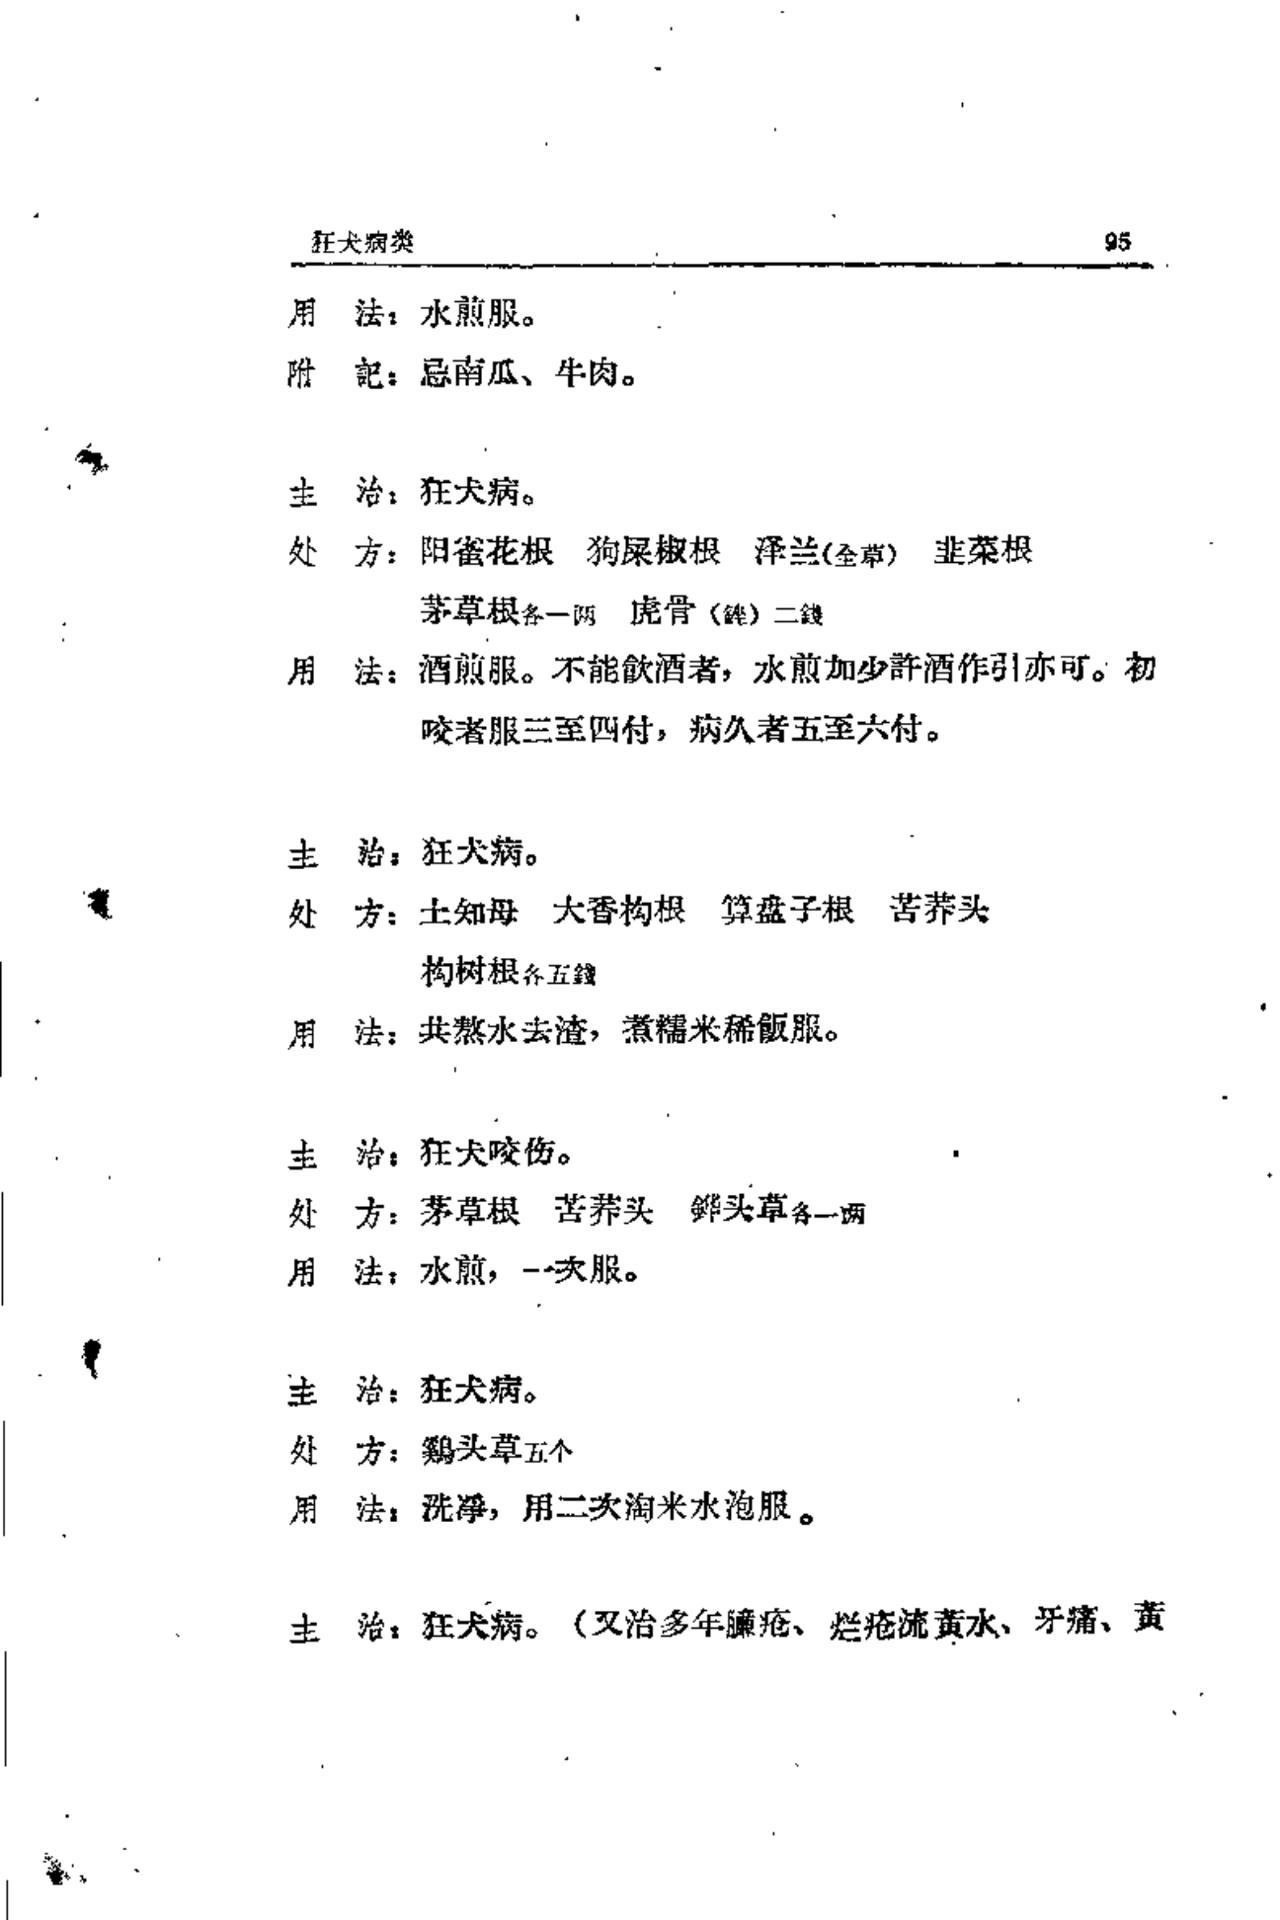 狂犬病类 95
用 法：水煎服。
附 記：忌南瓜、牛肉。
主 治：狂犬病。
处 方：阳雀花根 狗屎椒根 泽兰(全草) 韭菜根
茅草根各一两 虎骨（銼）二錢
用 法：酒煎服。不能飲酒者，水煎加少許酒作引亦可。初
咬者服三至四付，病久者五至六付。
主 治：狂犬病。
处 方：土知母 大香构根 算盘子根 苦荞头
构树根各五錢
用 法：共熬水去渣，煮糯米稀飯服。
主 治：狂犬咬伤。
处 方：茅草根 苦荞头 鏵头草各一两
用 法：水煎，一次服。
主 治：狂犬病。
处 方：鷄头草五个
用 法：洗净，用二次淘米水泡服。
主 治：狂犬病。（又治多年臁疮、烂疮流黃水、牙痛、黃